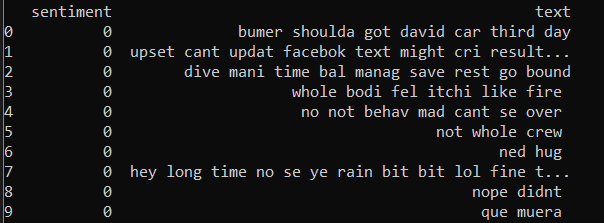 sentiment text
0 0 bumer shoulda got david car third day
1 0 upset cant updat facebok text might cri result...
2 0 dive mani time bal manag save rest go bound
3 0 whole bodi fel itchi like fire
4 0 no not behav mad cant se over
5 0 not whole crew
6 0 ned hug
7 0 hey long time no se ye rain bit bit lol fine t...
8 0 nope didnt
9 0 que muera